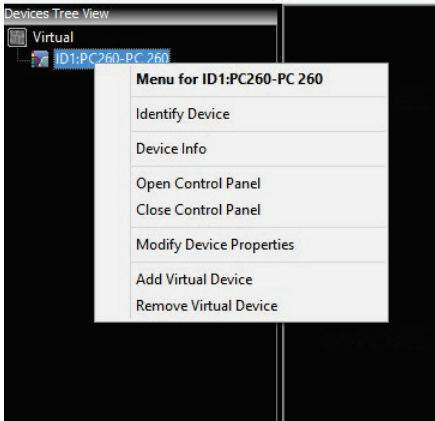 Devices Tree View
Virtual
ID1:PC260-PC 260
Menu for ID1:PC260-PC 260
Identify Device
Device Info
Open Control Panel
Close Control Panel
Modify Device Properties
Add Virtual Device
Remove Virtual Device